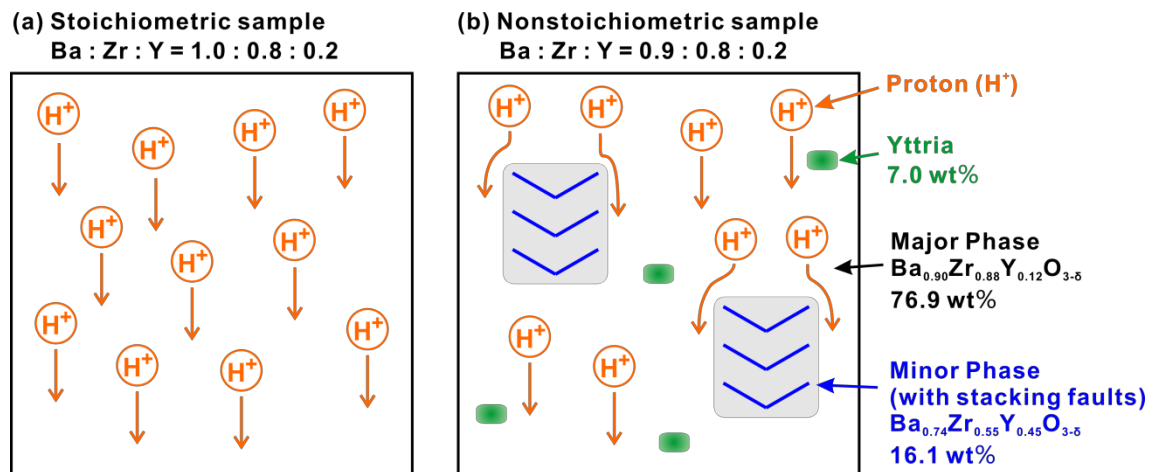 (a) Stoichiometric sample
Ba : Zr : Y = 1.0 : 0.8 : 0.2
H⁺
H⁺
H⁺
H⁺
H⁺
H⁺
H⁺
H⁺
H⁺
H⁺
H⁺
(b) Nonstoichiometric sample
Ba : Zr : Y = 0.9 : 0.8 : 0.2
H⁺
H⁺
H⁺
H⁺
H⁺
H⁺
H⁺
H⁺
Proton (H⁺)
Yttria
7.0 wt%
Major Phase
Ba₀.₉₀Zr₀.₈₈Y₀.₁₂O₃₋δ
76.9 wt%
Minor Phase
(with stacking faults)
Ba₀.₇₄Zr₀.₅₅Y₀.₄₅O₃₋δ
16.1 wt%